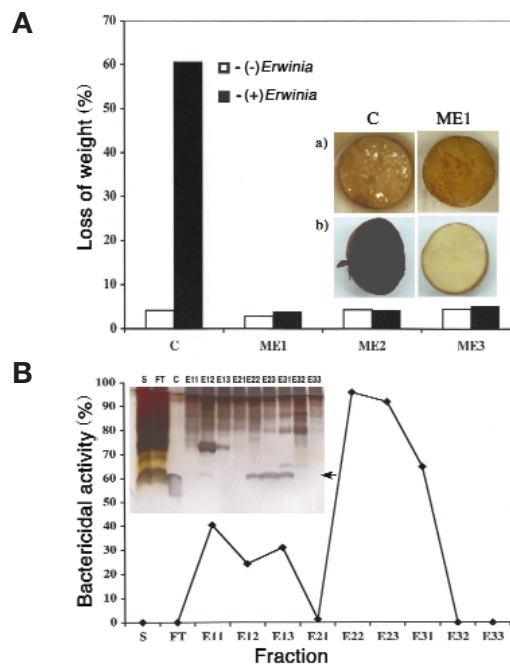 A
70
60
50
40
30
20
10
0
Loss of weight (%)
- (-) Erwinia
- (+) Erwinia
C ME1
a)
b)
C ME1 ME2 ME3
B
100
90
80
70
60
50
40
30
20
10
0
Bactericidal activity (%)
S FT C E11 E12 E13 E21 E22 E23 E31 E32 E33
S FT E11 E12 E13 E21 E22 E23 E31 E32 E33
Fraction